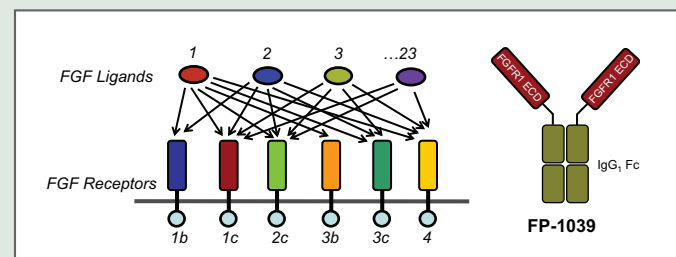 1 2 3 ...23
FGF Ligands
FGF Receptors
1b 1c 2c 3b 3c 4
FGFR1 ECD FGFR1 ECD
IgG1 Fc
FP-1039